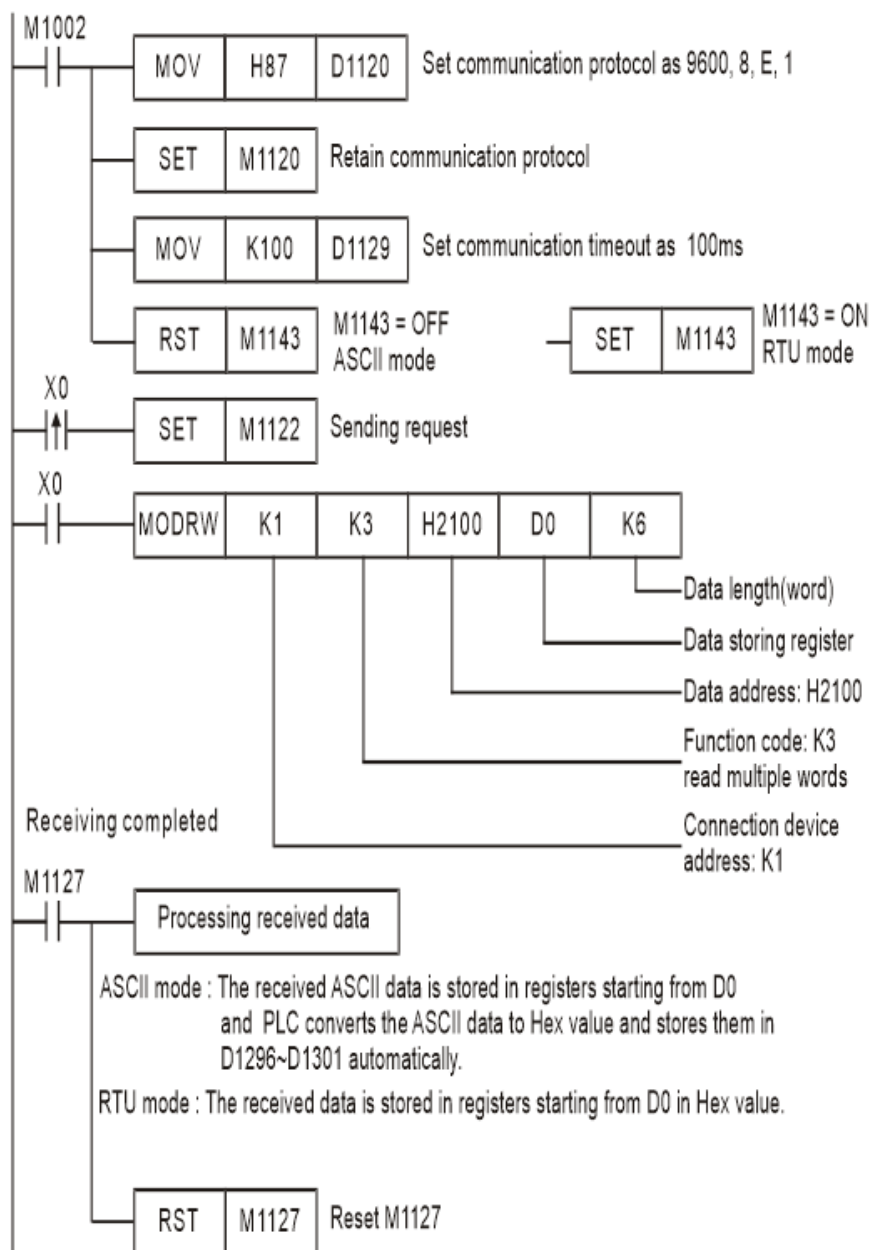 M1002
MOV H87 D1120 Set communication protocol as 9600, 8, E, 1
SET M1120 Retain communication protocol
MOV K100 D1129 Set communication timeout as 100ms
RST M1143 M1143 = OFF
ASCII mode
SET M1143 M1143 = ON
RTU mode
X0
SET M1122 Sending request
X0
MODRW K1 K3 H2100 D0 K6
Data length(word)
Data storing register
Data address: H2100
Function code: K3
read multiple words
Connection device
address: K1
Receiving completed
M1127
Processing received data
ASCII mode : The received ASCII data is stored in registers starting from D0
and PLC converts the ASCII data to Hex value and stores them in
D1296~D1301 automatically.
RTU mode : The received data is stored in registers starting from D0 in Hex value.
RST M1127 Reset M1127